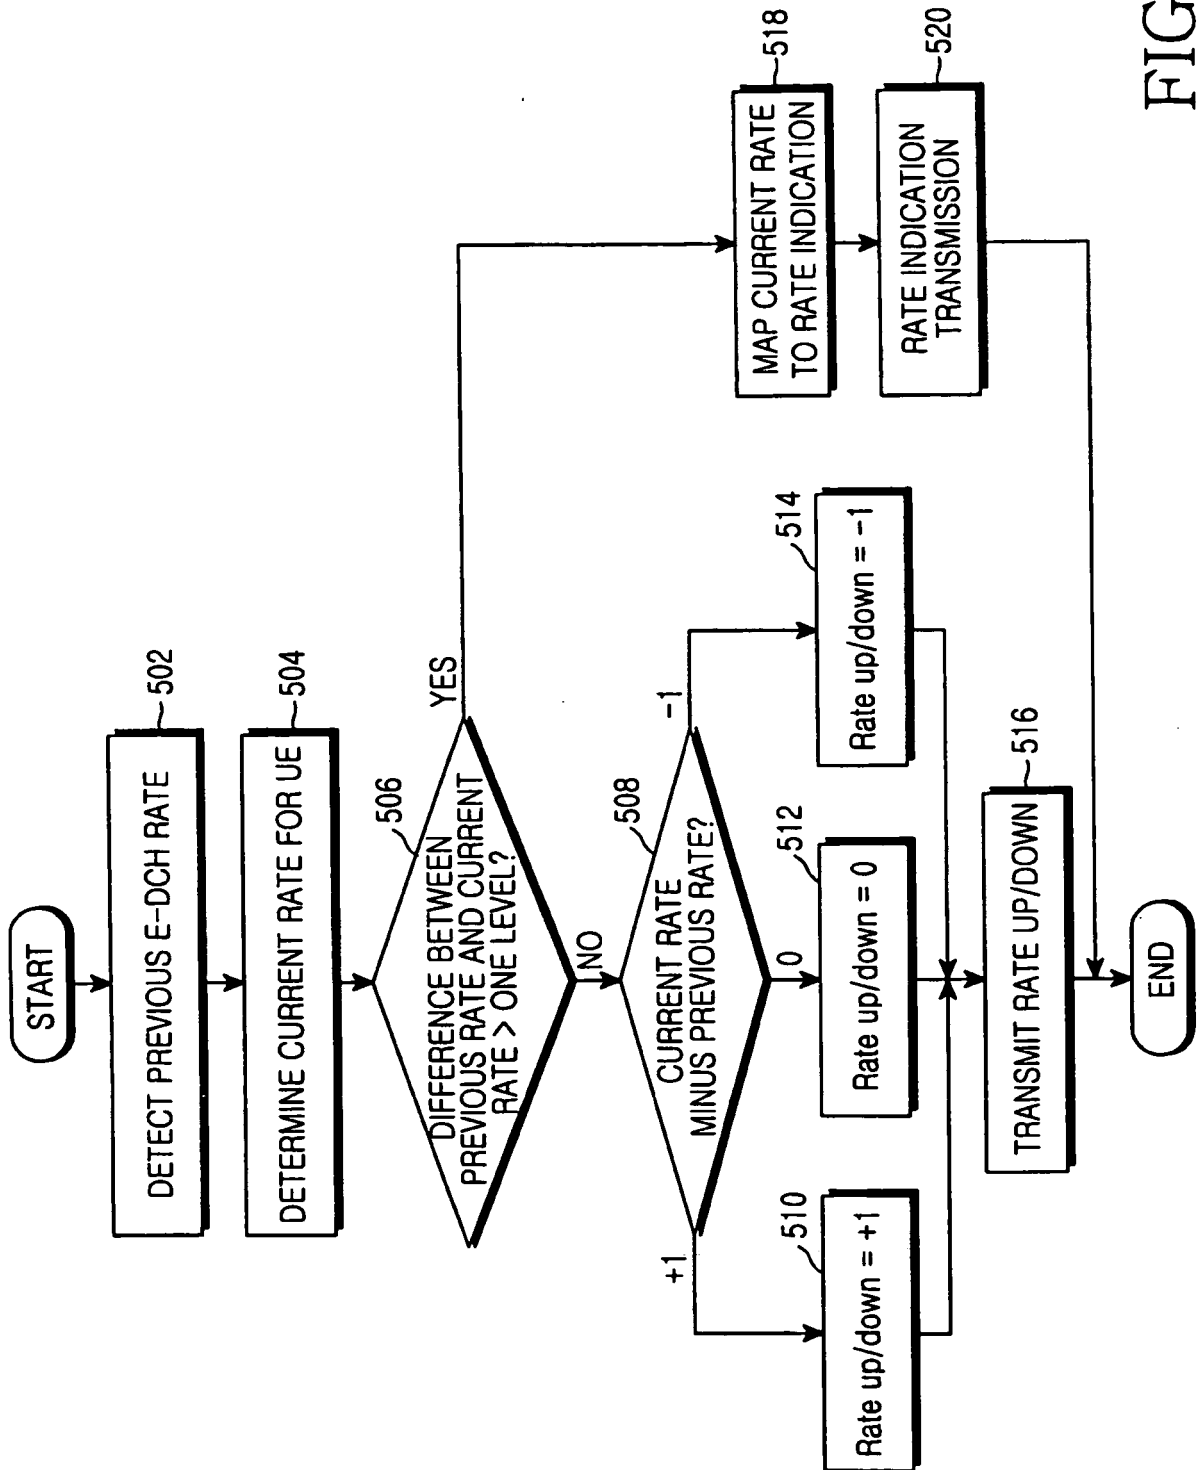 START
DETECT PREVIOUS E-DCH RATE
502
DETERMINE CURRENT RATE FOR UE
504
506
DIFFERENCE BETWEEN
PREVIOUS RATE AND CURRENT
RATE > ONE LEVEL?
YES
NO
508
CURRENT RATE
MINUS PREVIOUS RATE?
+1
0
-1
510
Rate up/down = +1
512
Rate up/down = 0
514
Rate up/down = -1
TRANSMIT RATE UP/DOWN
516
518
MAP CURRENT RATE
TO RATE INDICATION
520
RATE INDICATION
TRANSMISSION
END
FIG